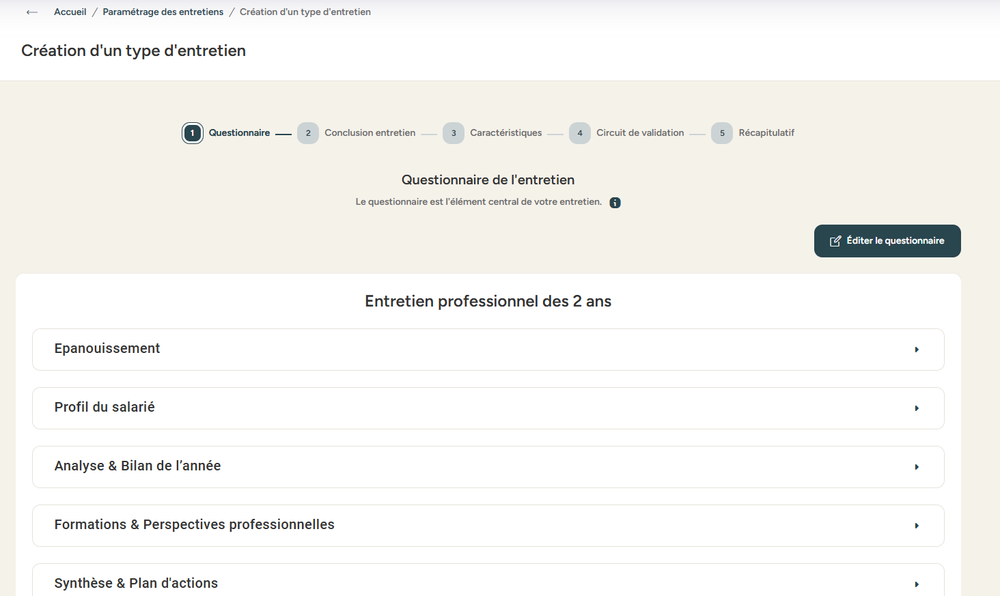 Accueil / Paramétrage des entretiens / Création d'un type d'entretien
Création d'un type d'entretien
1 Questionnaire 2 Conclusion entretien 3 Caractéristiques 4 Circuit de validation 5 Récapitulatif
Questionnaire de l'entretien
Le questionnaire est l'élément central de votre entretien.
Éditer le questionnaire
Entretien professionnel des 2 ans
Epanouissement
Profil du salarié
Analyse & Bilan de l’année
Formations & Perspectives professionnelles
Synthèse & Plan d'actions